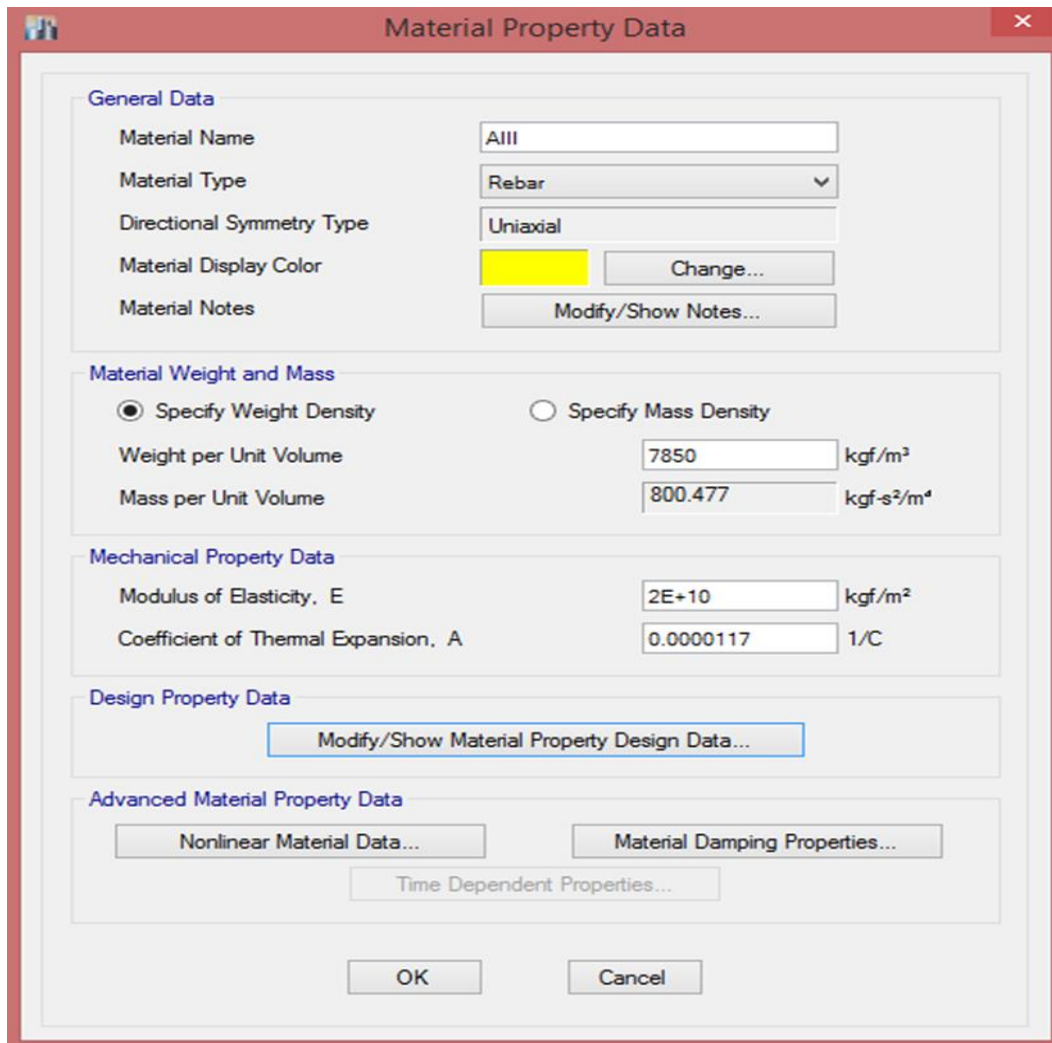 Material Property Data
General Data
Material Name AIII
Material Type Rebar
Directional Symmetry Type Uniaxial
Material Display Color Change...
Material Notes Modify/Show Notes...
Material Weight and Mass
Specify Weight Density Specify Mass Density
Weight per Unit Volume 7850 kgf/m³
Mass per Unit Volume 800.477 kgf-s²/m⁴
Mechanical Property Data
Modulus of Elasticity, E 2E+10 kgf/m²
Coefficient of Thermal Expansion, A 0.0000117 1/C
Design Property Data
Modify/Show Material Property Design Data...
Advanced Material Property Data
Nonlinear Material Data... Material Damping Properties...
Time Dependent Properties...
OK Cancel